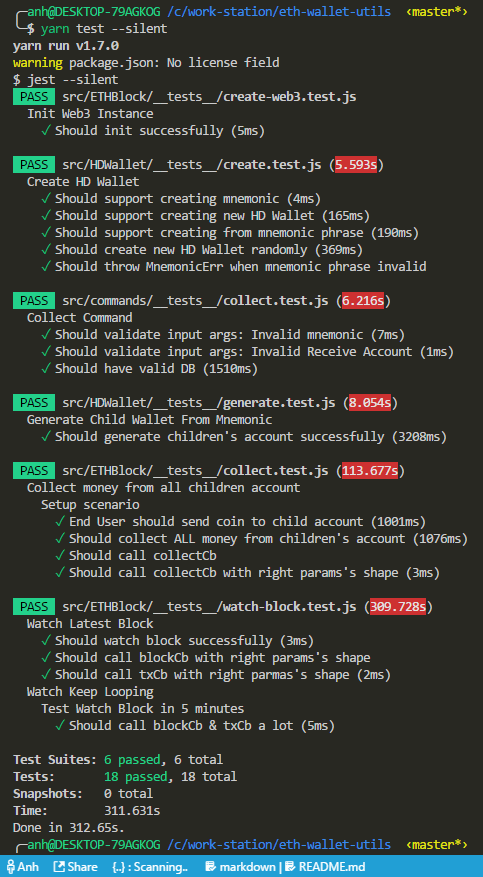 anh@DESKTOP-79AGKOG /c/work-station/eth-wallet-utils ‹master*›
$ yarn test --silent
yarn run v1.7.0
warning package.json: No license field
$ jest --silent
PASS src/ETHBlock/__tests__/create-web3.test.js
Init Web3 Instance
✓ Should init successfully (5ms)
PASS src/HDWallet/__tests__/create.test.js (5.593s)
Create HD Wallet
✓ Should support creating mnemonic (4ms)
✓ Should support creating new HD Wallet (165ms)
✓ Should support creating from mnemonic phrase (190ms)
✓ Should create new HD Wallet randomly (369ms)
✓ Should throw MnemonicErr when mnemonic phrase invalid
PASS src/commands/__tests__/collect.test.js (6.216s)
Collect Command
✓ Should validate input args: Invalid mnemonic (7ms)
✓ Should validate input args: Invalid Receive Account (1ms)
✓ Should have valid DB (1510ms)
PASS src/HDWallet/__tests__/generate.test.js (8.054s)
Generate Child Wallet From Mnemonic
✓ Should generate children's account successfully (3208ms)
PASS src/ETHBlock/__tests__/collect.test.js (113.677s)
Collect money from all children account
Setup scenario
✓ End User should send coin to child account (1001ms)
✓ Should collect ALL money from children's account (1076ms)
✓ Should call collectCb
✓ Should call collectCb with right params's shape (3ms)
PASS src/ETHBlock/__tests__/watch-block.test.js (309.728s)
Watch Latest Block
✓ Should watch block successfully (3ms)
✓ Should call blockCb with right params's shape
✓ Should call txCb with right parmas's shape (2ms)
Watch Keep Looping
Test Watch Block in 5 minutes
✓ Should call blockCb & txCb a lot (5ms)
Test Suites: 6 passed, 6 total
Tests: 18 passed, 18 total
Snapshots: 0 total
Time: 311.631s
Done in 312.65s.
anh@DESKTOP-79AGKOG /c/work-station/eth-wallet-utils ‹master*›
Anh Share {..} : Scanning.. markdown | README.md